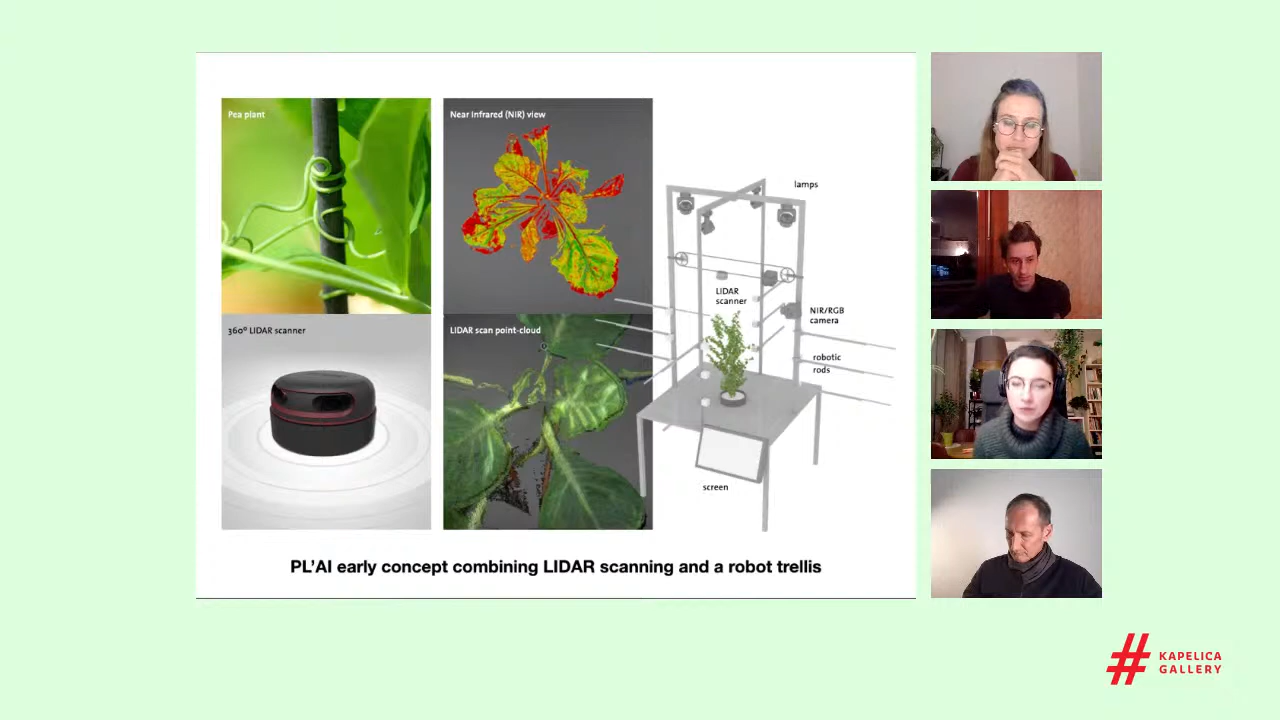 Pea plant
Near Infrared (NIR) view
lamps
LIDAR
scanner
NIR/RGB
camera
360º LIDAR scanner
LIDAR scan point-cloud
robotic
rods
screen
PL'AI early concept combining LIDAR scanning and a robot trellis
# KAPELICA
GALLERY